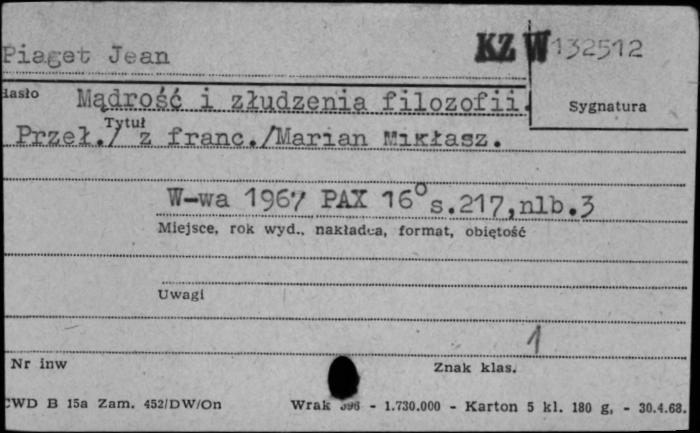 Piaget Jean KZ W 132512
Hasło Mądrość i złudzenia filozofii. Sygnatura
Tytuł
Przeł./ z franc./Marian Mikłasz.
W-wa 1967 PAX 16° s.217,nlb.3
Miejsce, rok wyd., nakładca, format, objętość
Uwagi
1
Nr inw Znak klas.
CWD B 15a Zam. 452/DW/On Wrak - 1.730.000 - Karton 5 kl. 180 g, - 30.4.68.